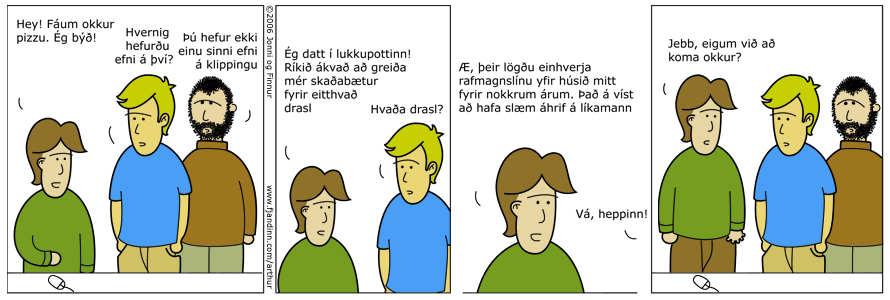 Hey! Fáum okkur
pizzu. Ég býð!
Hvernig
hefurðu
efni á því?
Þú hefur ekki
einu sinni efni
á klippingu
©2006 Jonni og Finnur
www.fjandinn.com/arthur
Ég datt í lukkupottinn!
Ríkið ákvað að greiða
mér skaðabætur
fyrir eitthvað
drasl
Hvaða drasl?
Æ, þeir lögðu einhverja
rafmagnslínu yfir húsið mitt
fyrir nokkrum árum. Það á víst
að hafa slæm áhrif á líkamann
Vá, heppinn!
Jebb, eigum við að
koma okkur?